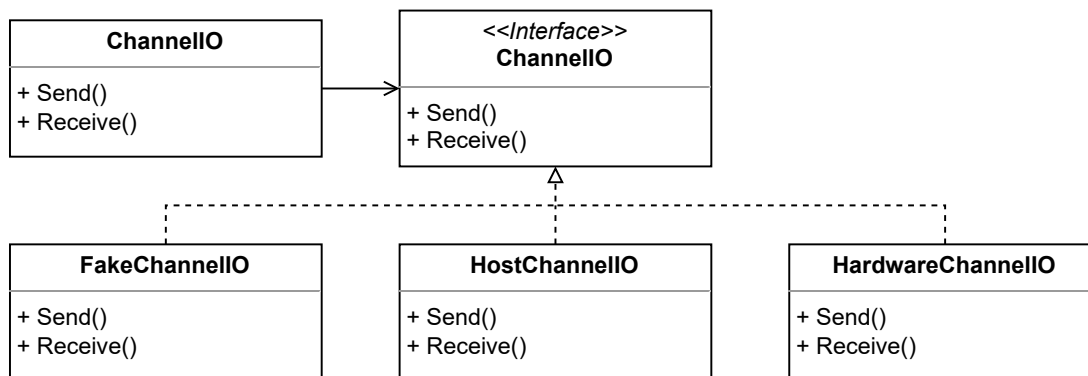 ChannelIO
+ Send()
+ Receive()
<<Interface>>
ChannelIO
+ Send()
+ Receive()
FakeChannelIO
+ Send()
+ Receive()
HostChannelIO
+ Send()
+ Receive()
HardwareChannelIO
+ Send()
+ Receive()